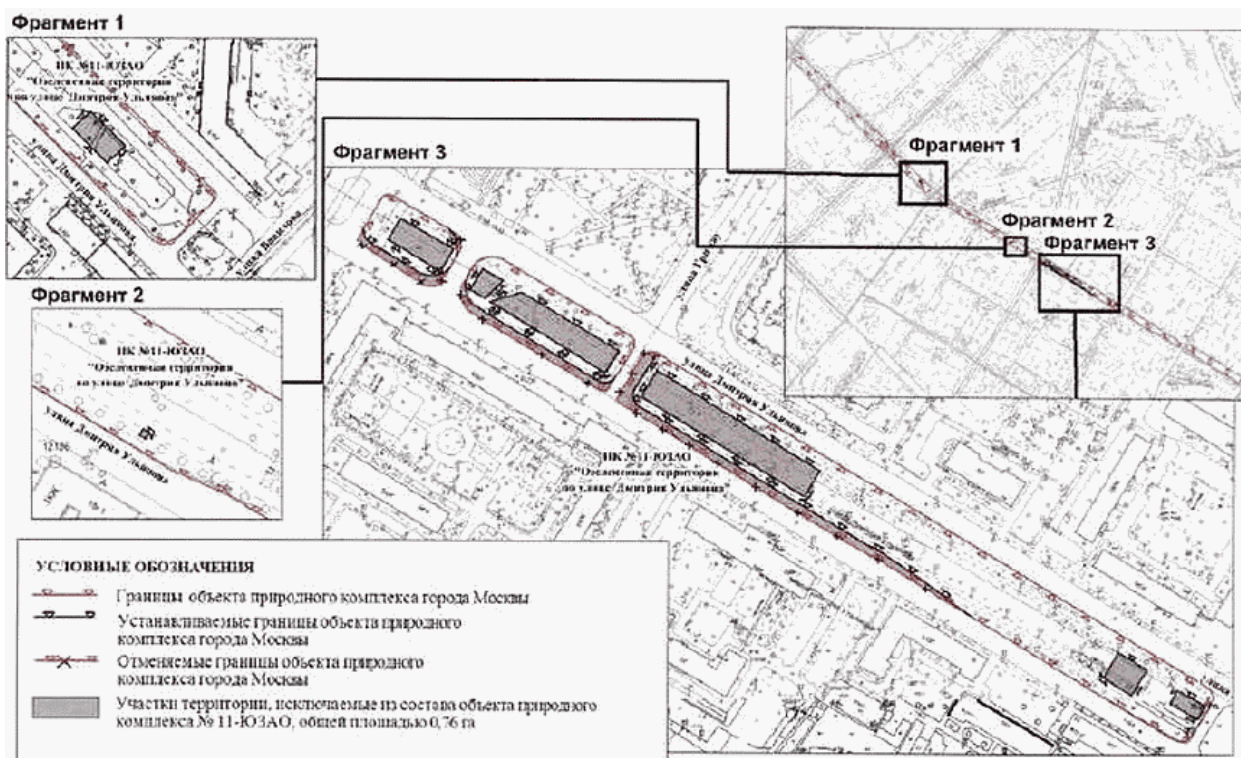 Фрагмент 1
ПК №11-ЮЗАО
"Озелененная территория
по улице Дмитрия Ульянова"
улица Дмитрия Ульянова
улица Вавилова
Фрагмент 2
ПК №11-ЮЗАО
"Озелененная территория
по улице Дмитрия Ульянова"
улица Дмитрия Ульянова
Фрагмент 3
улица Дмитрия Ульянова
ПК №11-ЮЗАО
"Озелененная территория
по улице Дмитрия Ульянова"
улица
Фрагмент 1
Фрагмент 2
Фрагмент 3
УСЛОВНЫЕ ОБОЗНАЧЕНИЯ
Границы объекта природного комплекса города Москвы
Устанавливаемые границы объекта природного
комплекса города Москвы
Отменяемые границы объекта природного
комплекса города Москвы
Участки территории, исключаемые из состава объекта природного
комплекса № 11-ЮЗАО, общей площадью 0,76 га